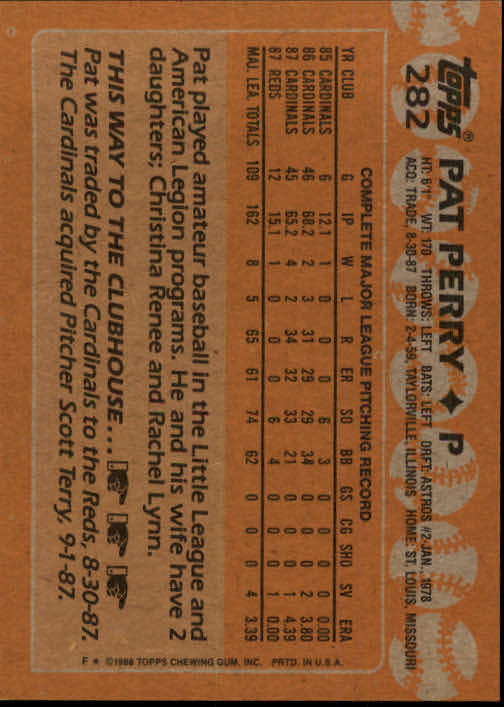 topps® PAT PERRY ✦ P
282 HT: 6'1" WT: 170 THROWS: LEFT BATS: LEFT DRFT: ASTROS #2-JAN., 1978
ACQ: TRADE, 8-30-87 BORN: 2-4-59, TAYLORVILLE, ILLINOIS HOME: ST. LOUIS, MISSOURI
COMPLETE MAJOR LEAGUE PITCHING RECORD
YR CLUB G IP W L R ER SO BB GS CG SHO SV ERA
85 CARDINALS 6 12.1 1 0 0 0 6 3 0 0 0 0 0.00
86 CARDINALS 46 68.2 2 3 31 29 29 34 0 0 0 2 3.80
87 CARDINALS 45 65.2 4 2 34 32 33 21 0 0 0 1 4.39
87 REDS 12 15.1 1 0 0 0 6 4 0 0 0 1 0.00
MAJ. LEA. TOTALS 109 162 8 5 65 61 74 62 0 0 0 4 3.39
Pat played amateur baseball in the Little League and
American Legion programs. He and his wife have 2
daughters; Christina Renee and Rachel Lynn.
THIS WAY TO THE CLUBHOUSE...
Pat was traded by the Cardinals to the Reds, 8-30-87.
The Cardinals acquired Pitcher Scott Terry, 9-1-87.
F ★ ©1988 TOPPS CHEWING GUM, INC. PRTD. IN U.S.A.